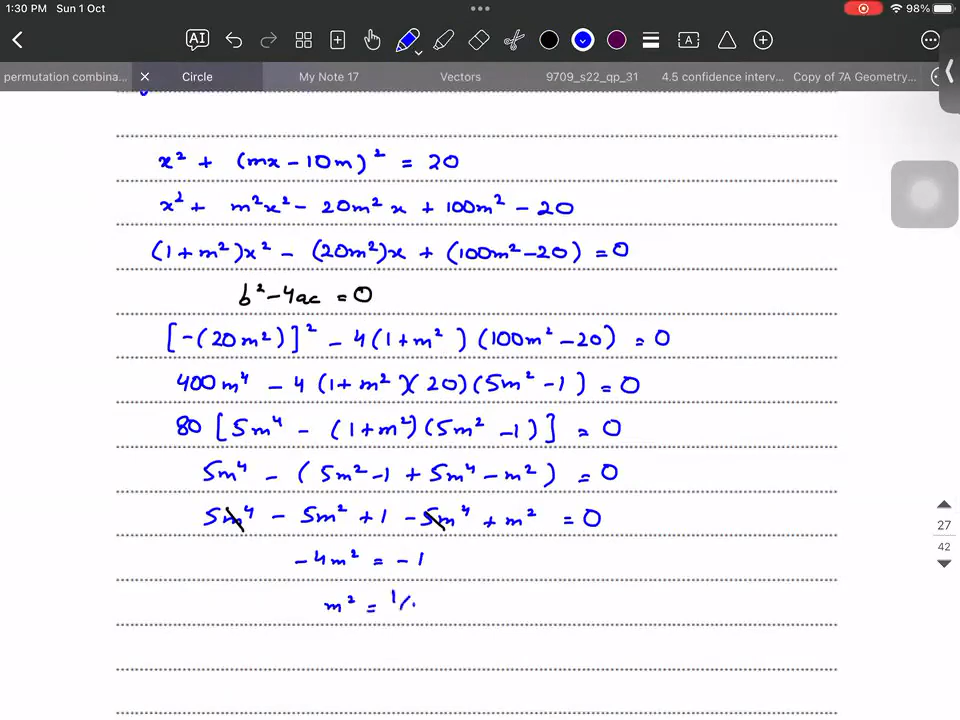 1:30 PM Sun 1 Oct 98%
AI A
permutation combina... Circle My Note 17 Vectors 9709_s22_qp_31 4.5 confidence interv... Copy of 7A Geometry...
x² + (mx - 10m)² = 20
x² + m²x² - 20m²x + 100m² - 20
(1 + m²)x² - (20m²)x + (100m² - 20) = 0
b² - 4ac = 0
[-(20m²)]² - 4(1 + m²)(100m² - 20) = 0
400m⁴ - 4(1 + m²)(20)(5m² - 1) = 0
80[5m⁴ - (1 + m²)(5m² - 1)] = 0
5m⁴ - (5m² - 1 + 5m⁴ - m²) = 0
5m⁴ - 5m² + 1 - 5m⁴ + m² = 0
27
42
-4m² = -1
m² = 1/